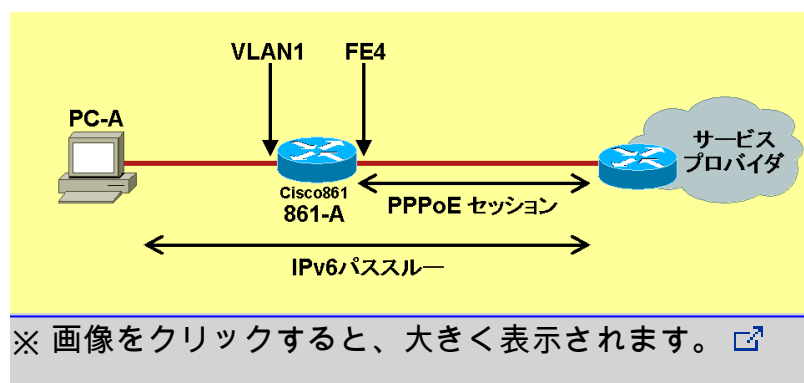 VLAN1 FE4
PC-A
サービス
プロバイダ
Cisco861
861-A
PPPoE セッション
IPv6パススルー
※ 画像をクリックすると、大きく表示されます。